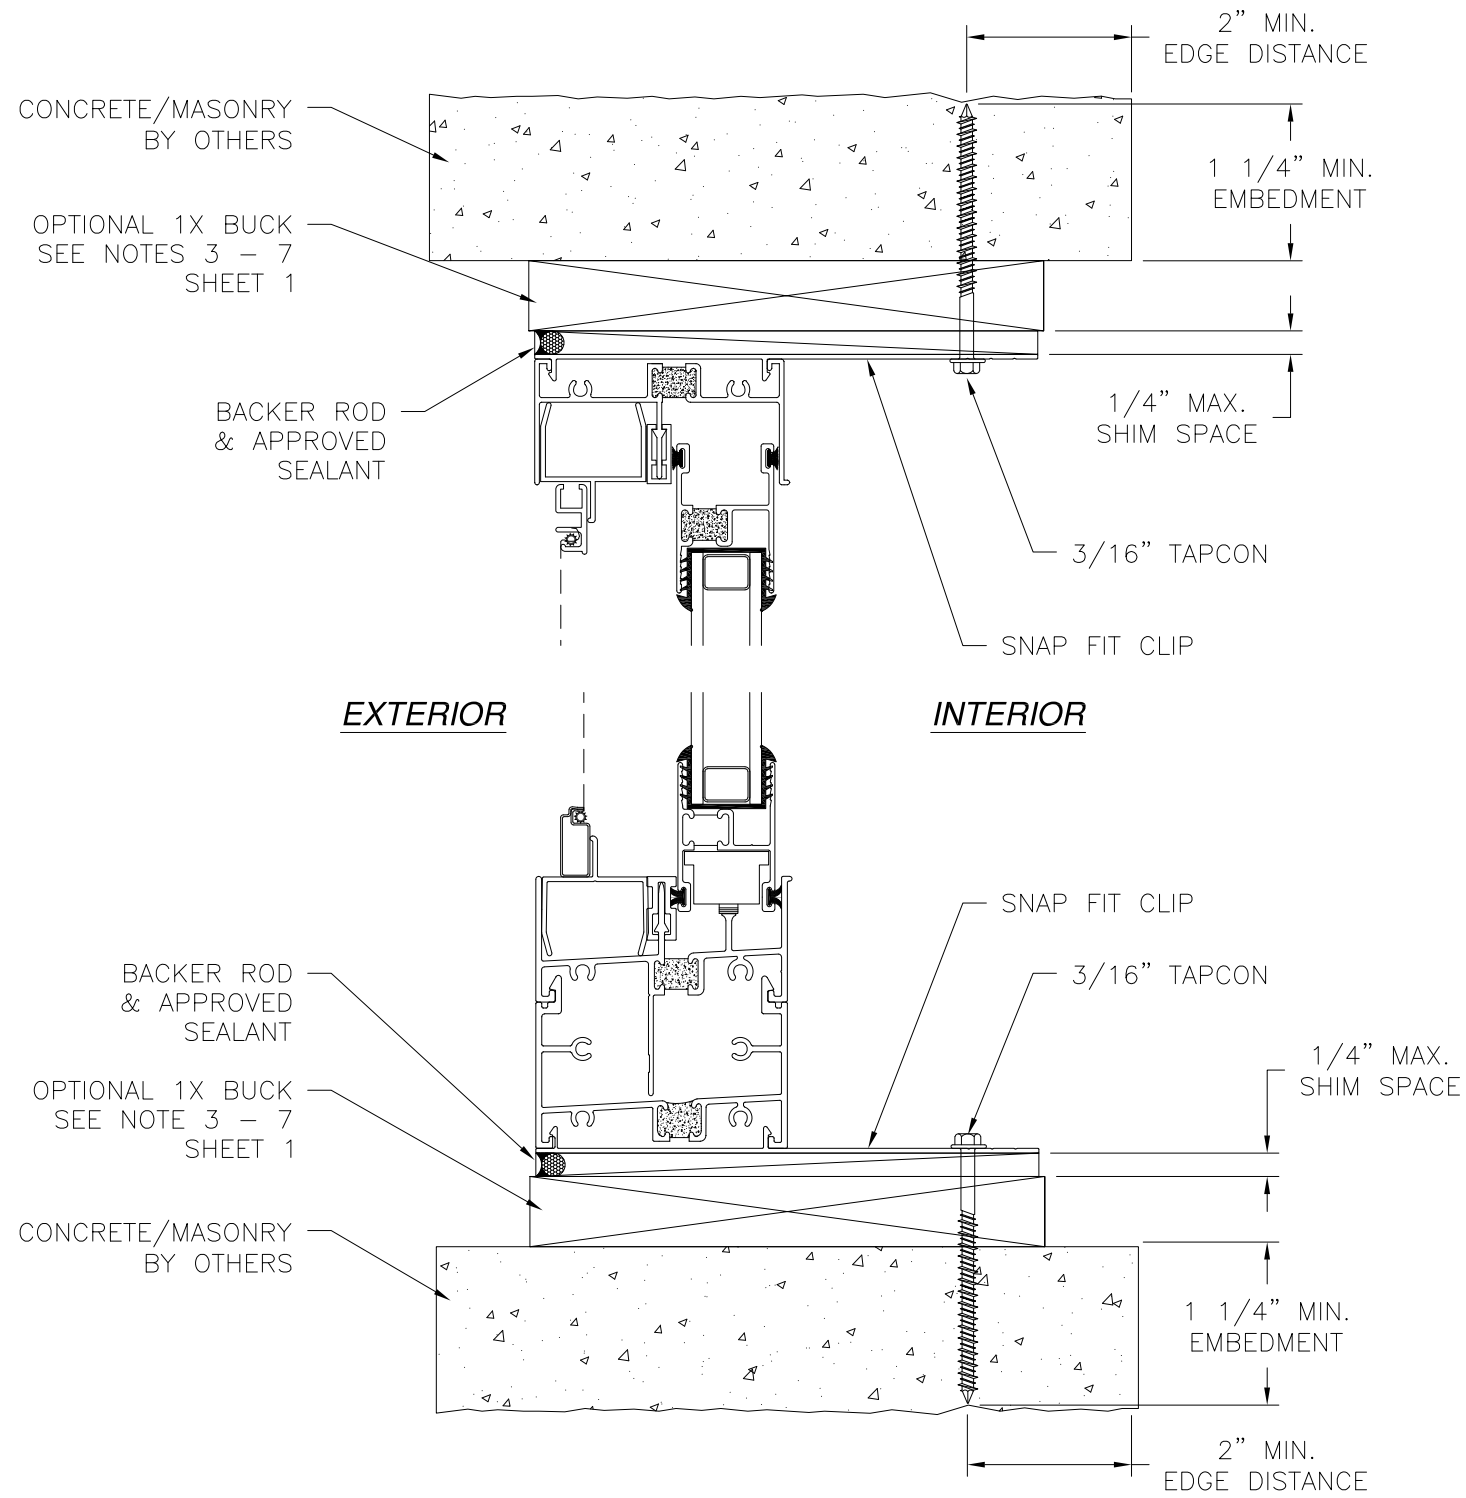 2” MIN.
EDGE DISTANCE
CONCRETE/MASONRY
BY OTHERS
1 1/4” MIN.
EMBEDMENT
OPTIONAL 1X BUCK
SEE NOTES 3 – 7
SHEET 1
BACKER ROD
& APPROVED
SEALANT
1/4” MAX.
SHIM SPACE
3/16” TAPCON
SNAP FIT CLIP
EXTERIOR
INTERIOR
SNAP FIT CLIP
BACKER ROD
& APPROVED
SEALANT
3/16” TAPCON
1/4” MAX.
SHIM SPACE
OPTIONAL 1X BUCK
SEE NOTE 3 – 7
SHEET 1
CONCRETE/MASONRY
BY OTHERS
1 1/4” MIN.
EMBEDMENT
2” MIN.
EDGE DISTANCE